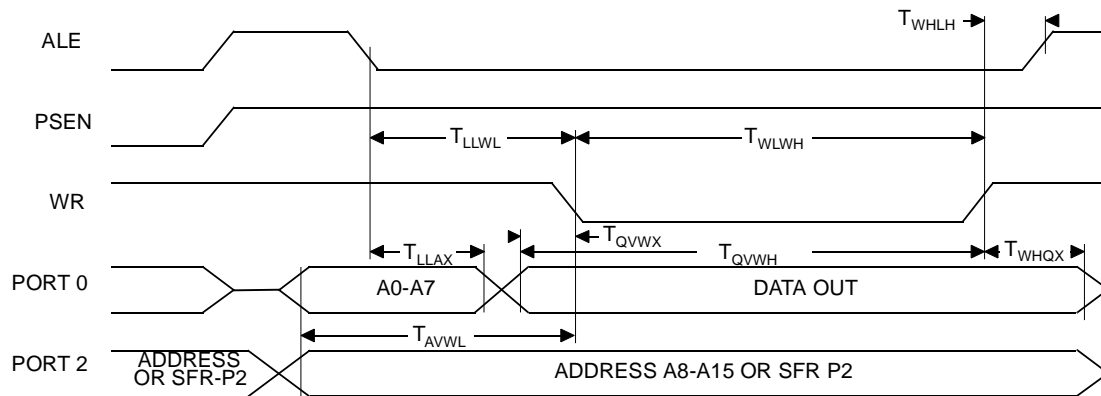 ALE
T_WHLH
PSEN
T_LLWL
T_WLWH
WR
T_LLAX
T_QVWX
T_QVWH
T_WHQX
PORT 0
A0-A7
DATA OUT
T_AVWL
PORT 2
ADDRESS
OR SFR-P2
ADDRESS A8-A15 OR SFR P2